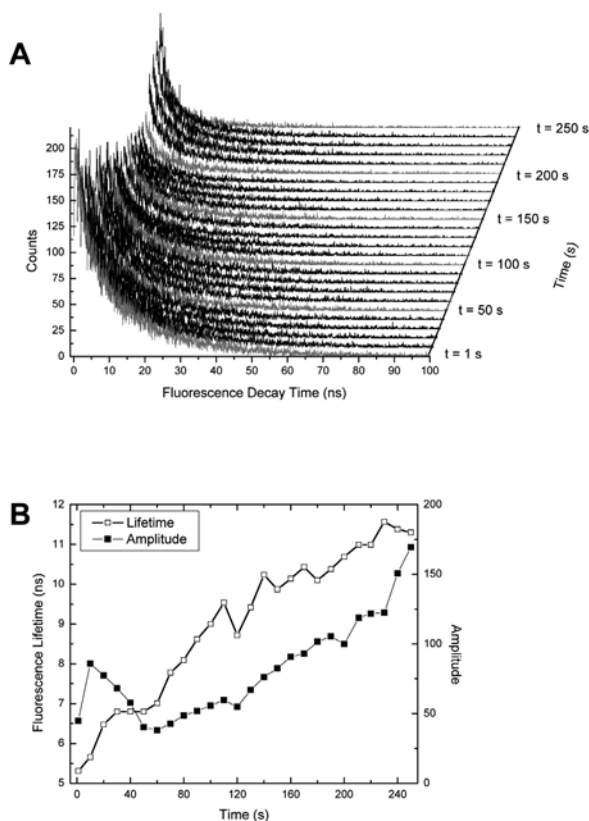 A
200
175
150
125
100
75
50
25
0
Counts
0 10 20 30 40 50 60 70 80 90 100
Fluorescence Decay Time (ns)
t = 250 s
t = 200 s
t = 150 s
t = 100 s
t = 50 s
t = 1 s
Time (s)
B
Lifetime
Amplitude
12
11
10
9
8
7
6
5
Fluorescence Lifetime (ns)
200
150
100
50
0
Amplitude
0 40 80 120 160 200 240
Time (s)